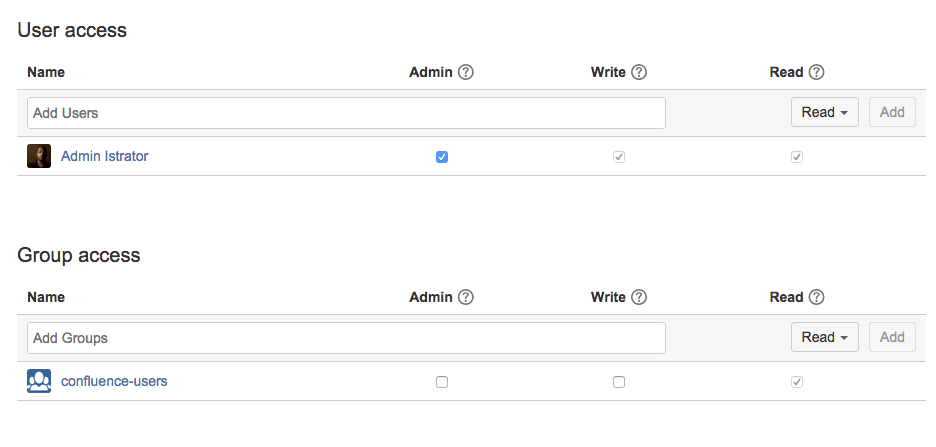 User access
Name Admin ? Write ? Read ?
Add Users Read Add
Admin Istrator
Group access
Name Admin ? Write ? Read ?
Add Groups Read Add
confluence-users